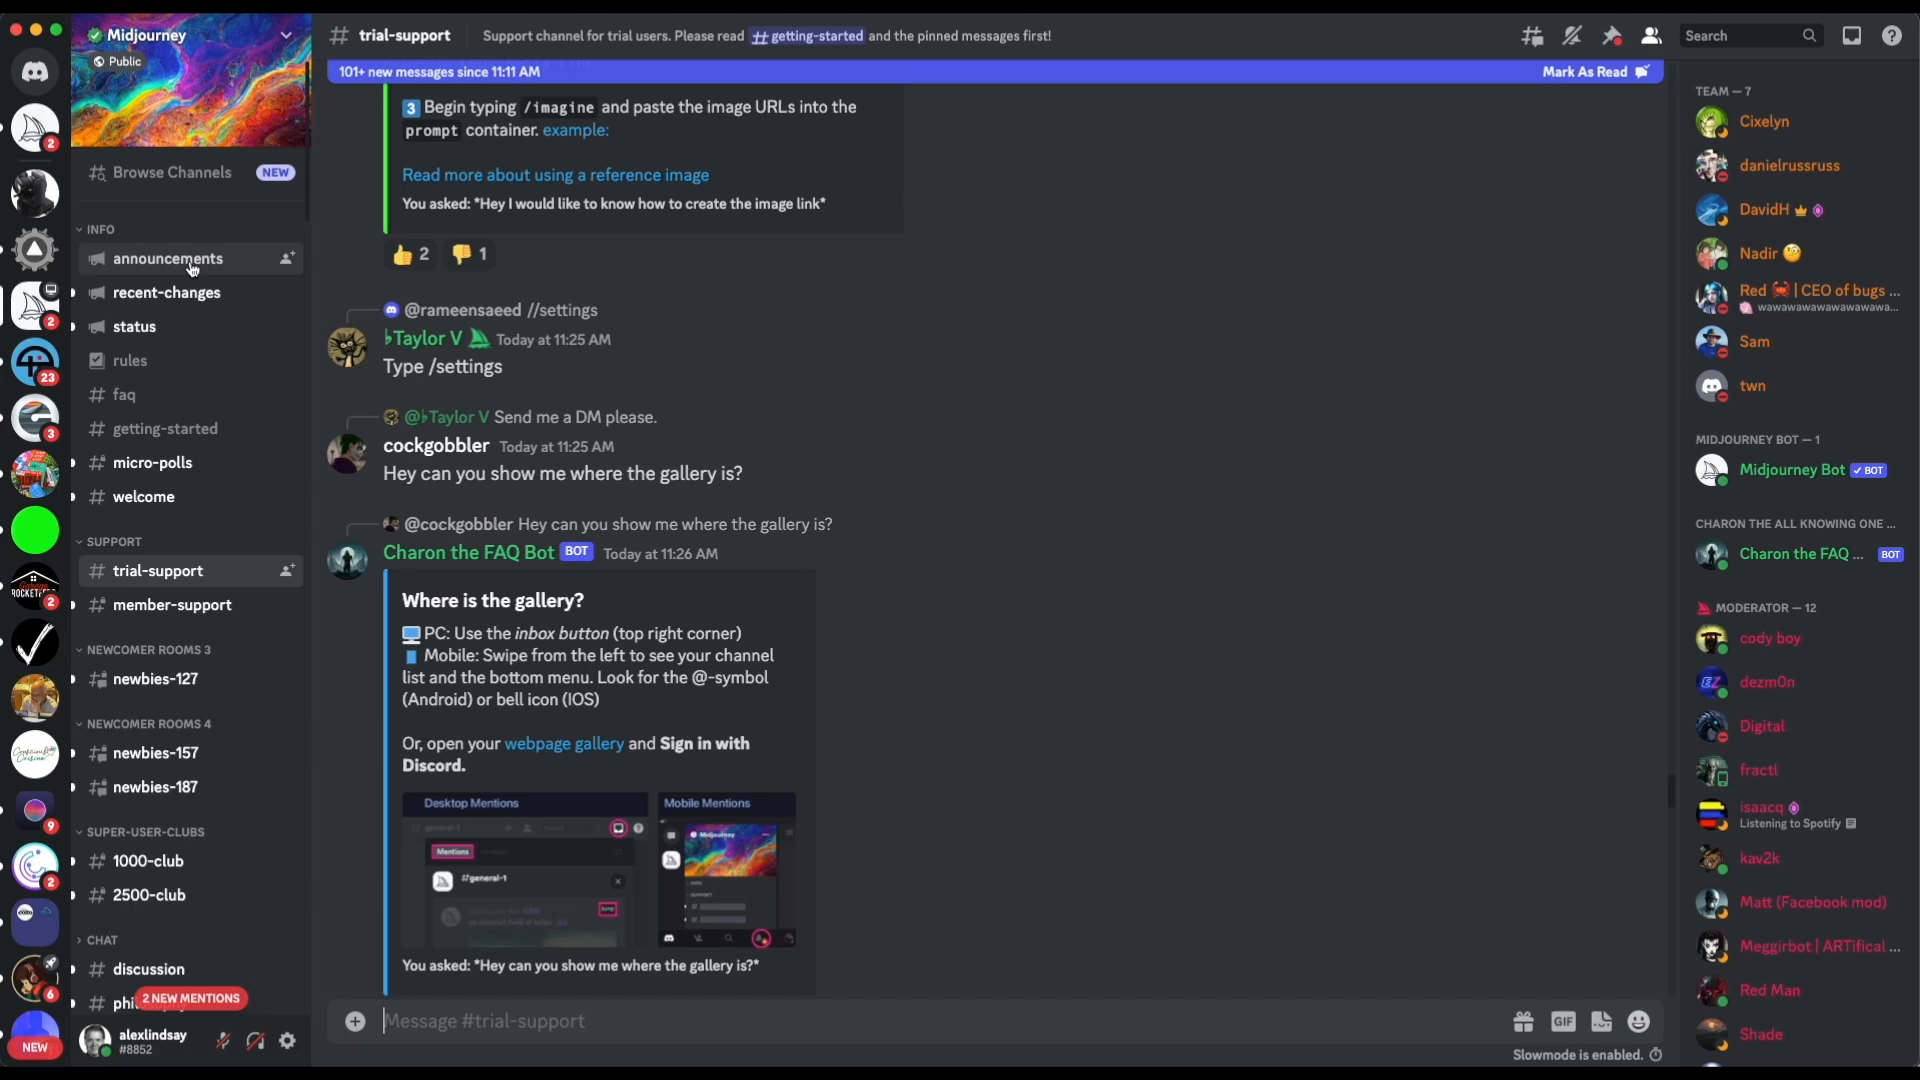 Midjourney
Public
Browse Channels NEW
INFO
announcements
recent-changes
status
rules
faq
getting-started
micro-polls
welcome
SUPPORT
trial-support
member-support
NEWCOMER ROOMS 3
newbies-127
NEWCOMER ROOMS 4
newbies-157
newbies-187
SUPER-USER-CLUBS
1000-club
2500-club
CHAT
discussion
2 NEW MENTIONS
alexlindsay
#8852
2
2
23
3
2
9
2
6
NEW
trial-support Support channel for trial users. Please read getting-started and the pinned messages first!
Search
101+ new messages since 11:11 AM Mark As Read
3 Begin typing /imagine and paste the image URLs into the
prompt container. example:
Read more about using a reference image
You asked: *Hey I would like to know how to create the image link*
2 1
@rameensaeed //settings
♭Taylor V Today at 11:25 AM
Type /settings
@♭Taylor V Send me a DM please.
cockgobbler Today at 11:25 AM
Hey can you show me where the gallery is?
@cockgobbler Hey can you show me where the gallery is?
Charon the FAQ Bot BOT Today at 11:26 AM
Where is the gallery?
PC: Use the inbox button (top right corner)
Mobile: Swipe from the left to see your channel
list and the bottom menu. Look for the @-symbol
(Android) or bell icon (IOS)
Or, open your webpage gallery and Sign in with
Discord.
Desktop Mentions Mobile Mentions
Mentions
#general-1
Midjourney
You asked: *Hey can you show me where the gallery is?*
Message #trial-support
GIF
Slowmode is enabled.
TEAM — 7
Cixelyn
danielrussruss
DavidH
Nadir
Red | CEO of bugs ...
wawawawawawawawawa...
Sam
twn
MIDJOURNEY BOT — 1
Midjourney Bot ✓ BOT
CHARON THE ALL KNOWING ONE ...
Charon the FAQ ... BOT
MODERATOR — 12
cody boy
dezm0n
Digital
fractl
isaacq
Listening to Spotify
kav2k
Matt (Facebook mod)
Meggirbot | ARTifical ...
Red Man
Shade